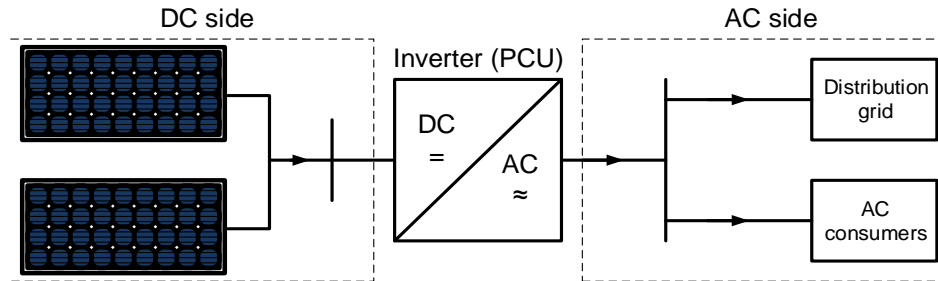 DC side
Inverter (PCU)
AC side
DC
=
AC
≈
Distribution
grid
AC
consumers